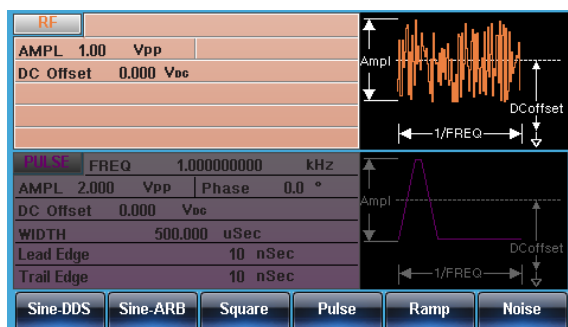 RF
AMPL 1.00 Vpp
DC Offset 0.000 VDC
Ampl
DCoffset
1/FREQ
PULSE FREQ 1.000000000 kHz
AMPL 2.000 Vpp Phase 0.0 °
DC Offset 0.000 VDC
WIDTH 500.000 uSec
Lead Edge 10 nSec
Trail Edge 10 nSec
Ampl
DCoffset
1/FREQ
Sine-DDS Sine-ARB Square Pulse Ramp Noise